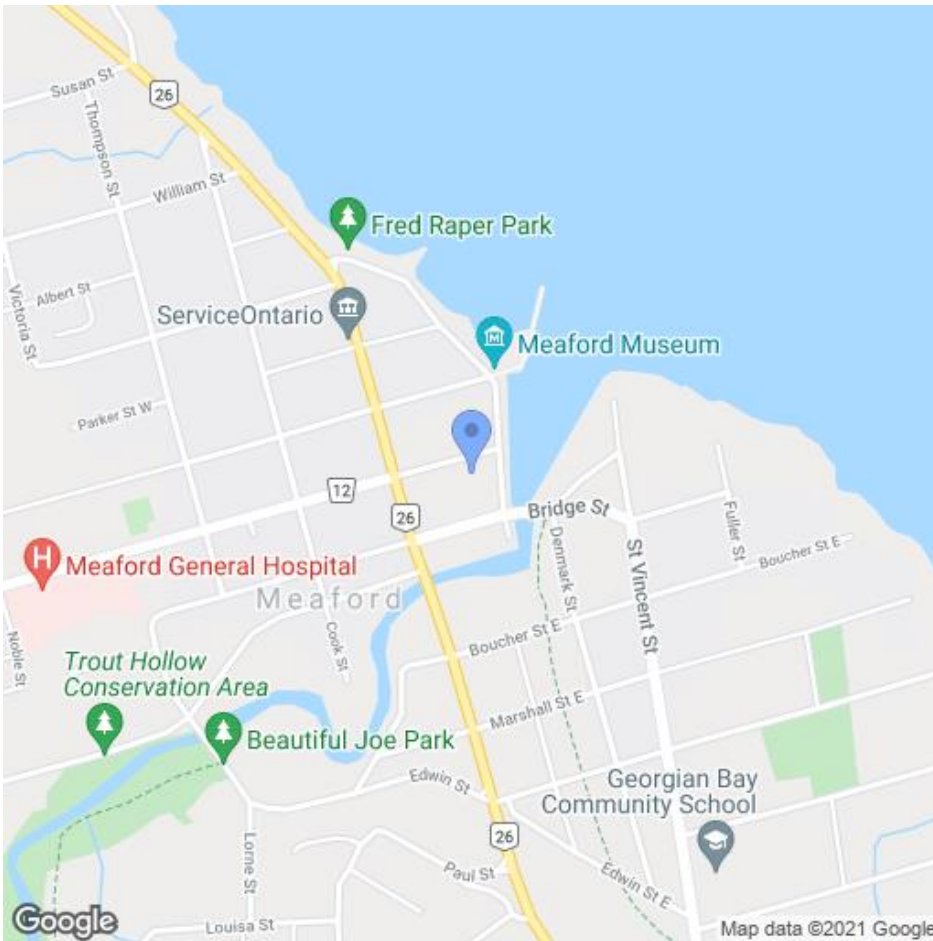 Susan St
26
Thompson St
William St
Fred Raper Park
Albert St
Victoria St
ServiceOntario
Meaford Museum
Parker St W
12
26
Bridge St
Fuller St
H
Meaford General Hospital
Meaford
Denmark St
St Vincent St
Boucher St E
Noble St
Cook St
Boucher St E
Trout Hollow
Conservation Area
Marshall St E
Beautiful Joe Park
Edwin St
Georgian Bay
Community School
26
Lorne St
Paul St
Edwin St E
Louisa St
Google
Map data ©2021 Google